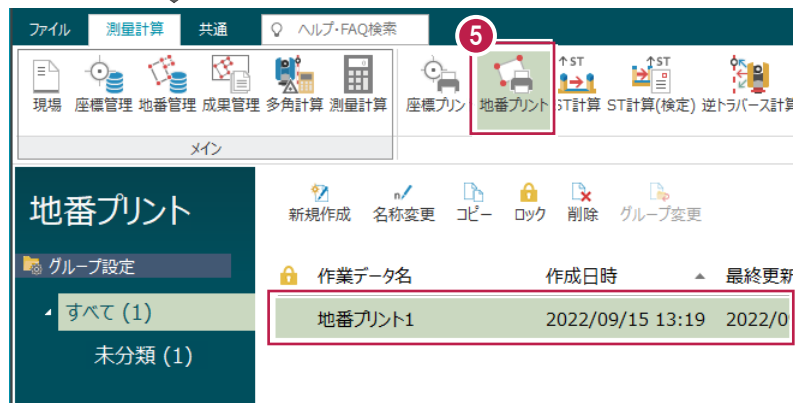 ファイル 測量計算 共通 ヘルプ・FAQ検索
5
現場 座標管理 地番管理 成果管理 多角計算 測量計算 座標プリン 地番プリント ST計算 ST計算(検定) 逆トラバース計算
ST ST
メイン
地番プリント
新規作成 名称変更 コピー ロック 削除 グループ変更
グループ設定
作業データ名 作成日時 最終更新
すべて (1)
地番プリント1 2022/09/15 13:19 2022/0
未分類 (1)